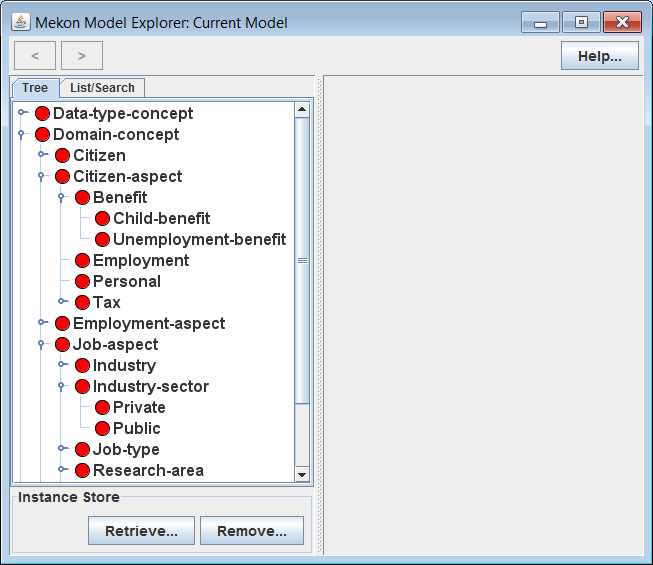 Mekon Model Explorer: Current Model
< >
Help...
Tree List/Search
Data-type-concept
Domain-concept
Citizen
Citizen-aspect
Benefit
Child-benefit
Unemployment-benefit
Employment
Personal
Tax
Employment-aspect
Job-aspect
Industry
Industry-sector
Private
Public
Job-type
Research-area
Instance Store
Retrieve... Remove...